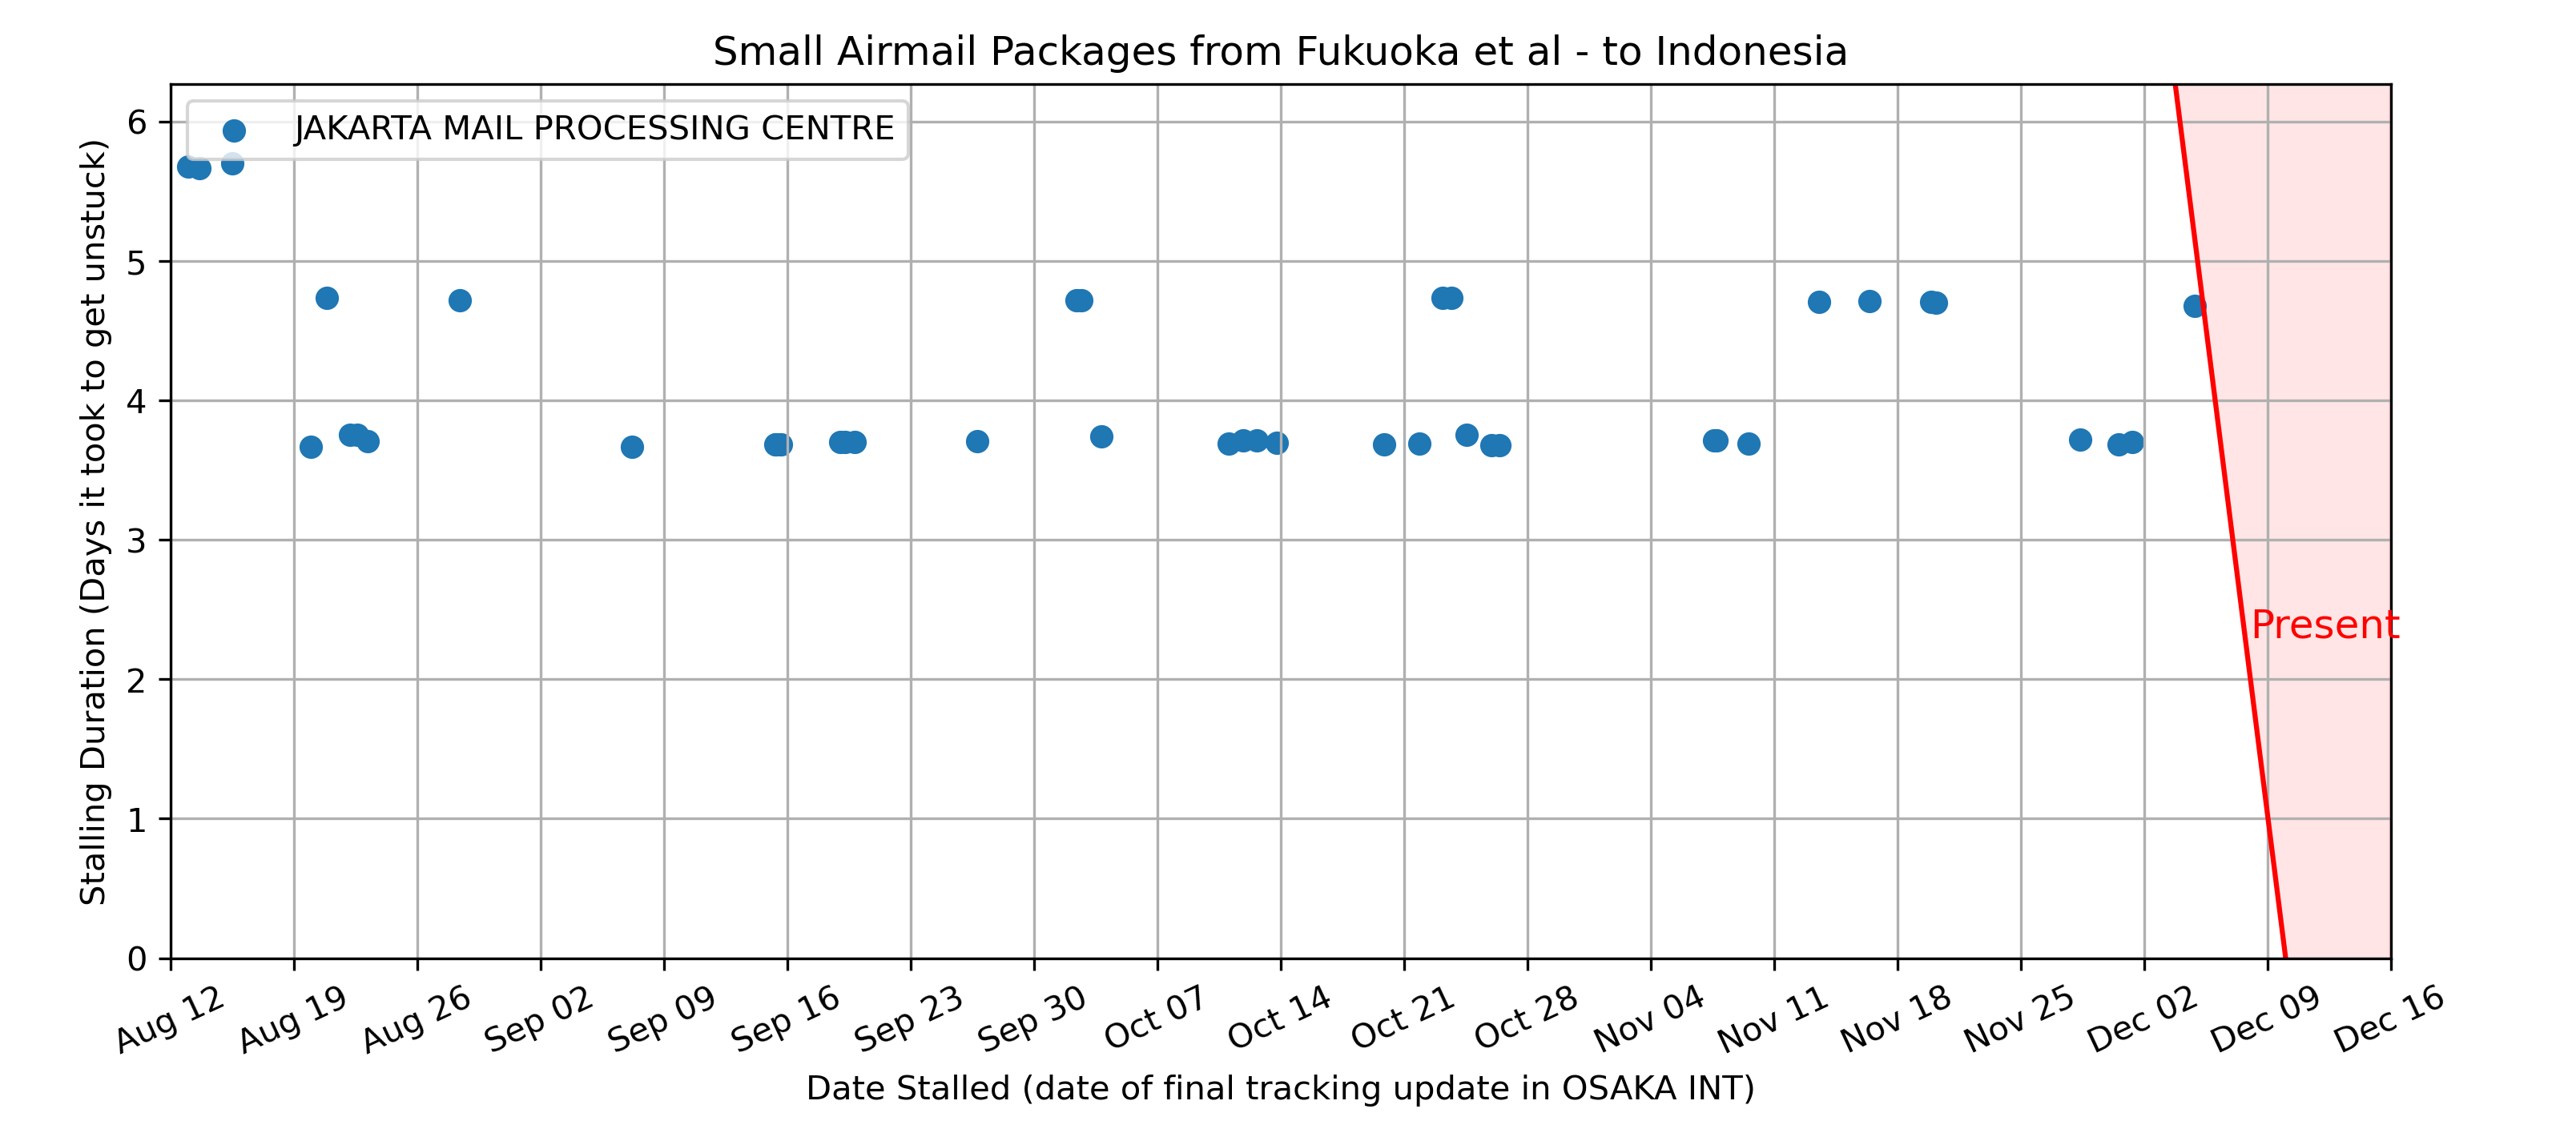 Small Airmail Packages from Fukuoka et al - to Indonesia
JAKARTA MAIL PROCESSING CENTRE
Stalling Duration (Days it took to get unstuck)
6
5
4
3
2
1
0
Present
Aug 12
Aug 19
Aug 26
Sep 02
Sep 09
Sep 16
Sep 23
Sep 30
Oct 07
Oct 14
Oct 21
Oct 28
Nov 04
Nov 11
Nov 18
Nov 25
Dec 02
Dec 09
Dec 16
Date Stalled (date of final tracking update in OSAKA INT)